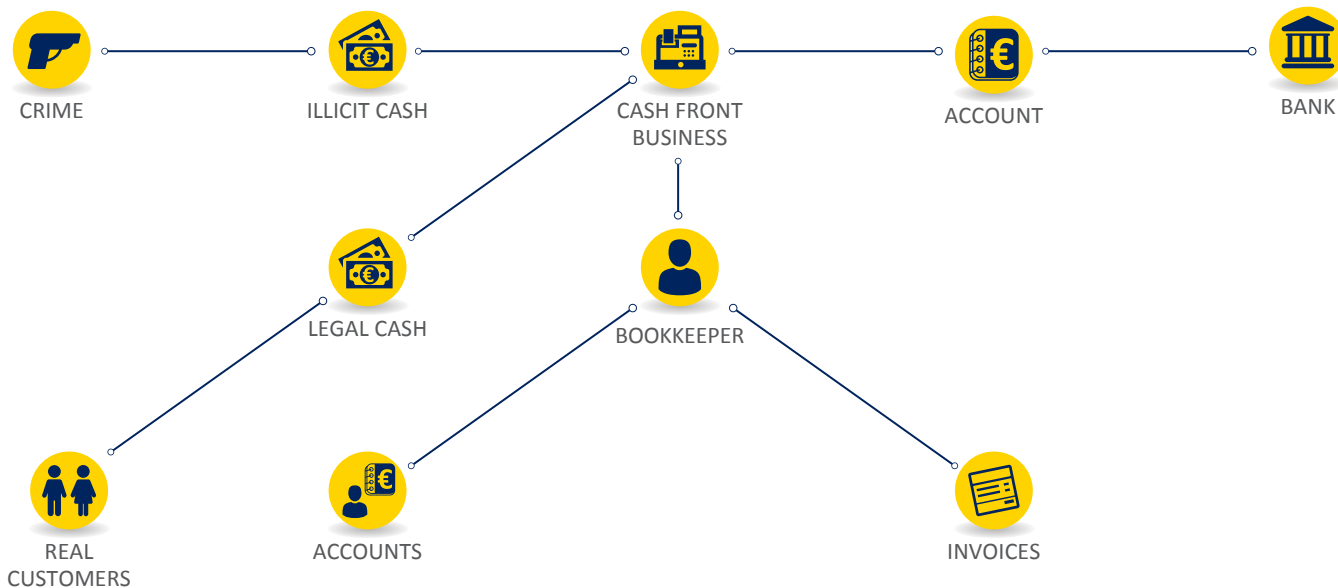 CRIME
ILLICIT CASH
CASH FRONT
BUSINESS
ACCOUNT
BANK
LEGAL CASH
BOOKKEEPER
REAL
CUSTOMERS
ACCOUNTS
INVOICES